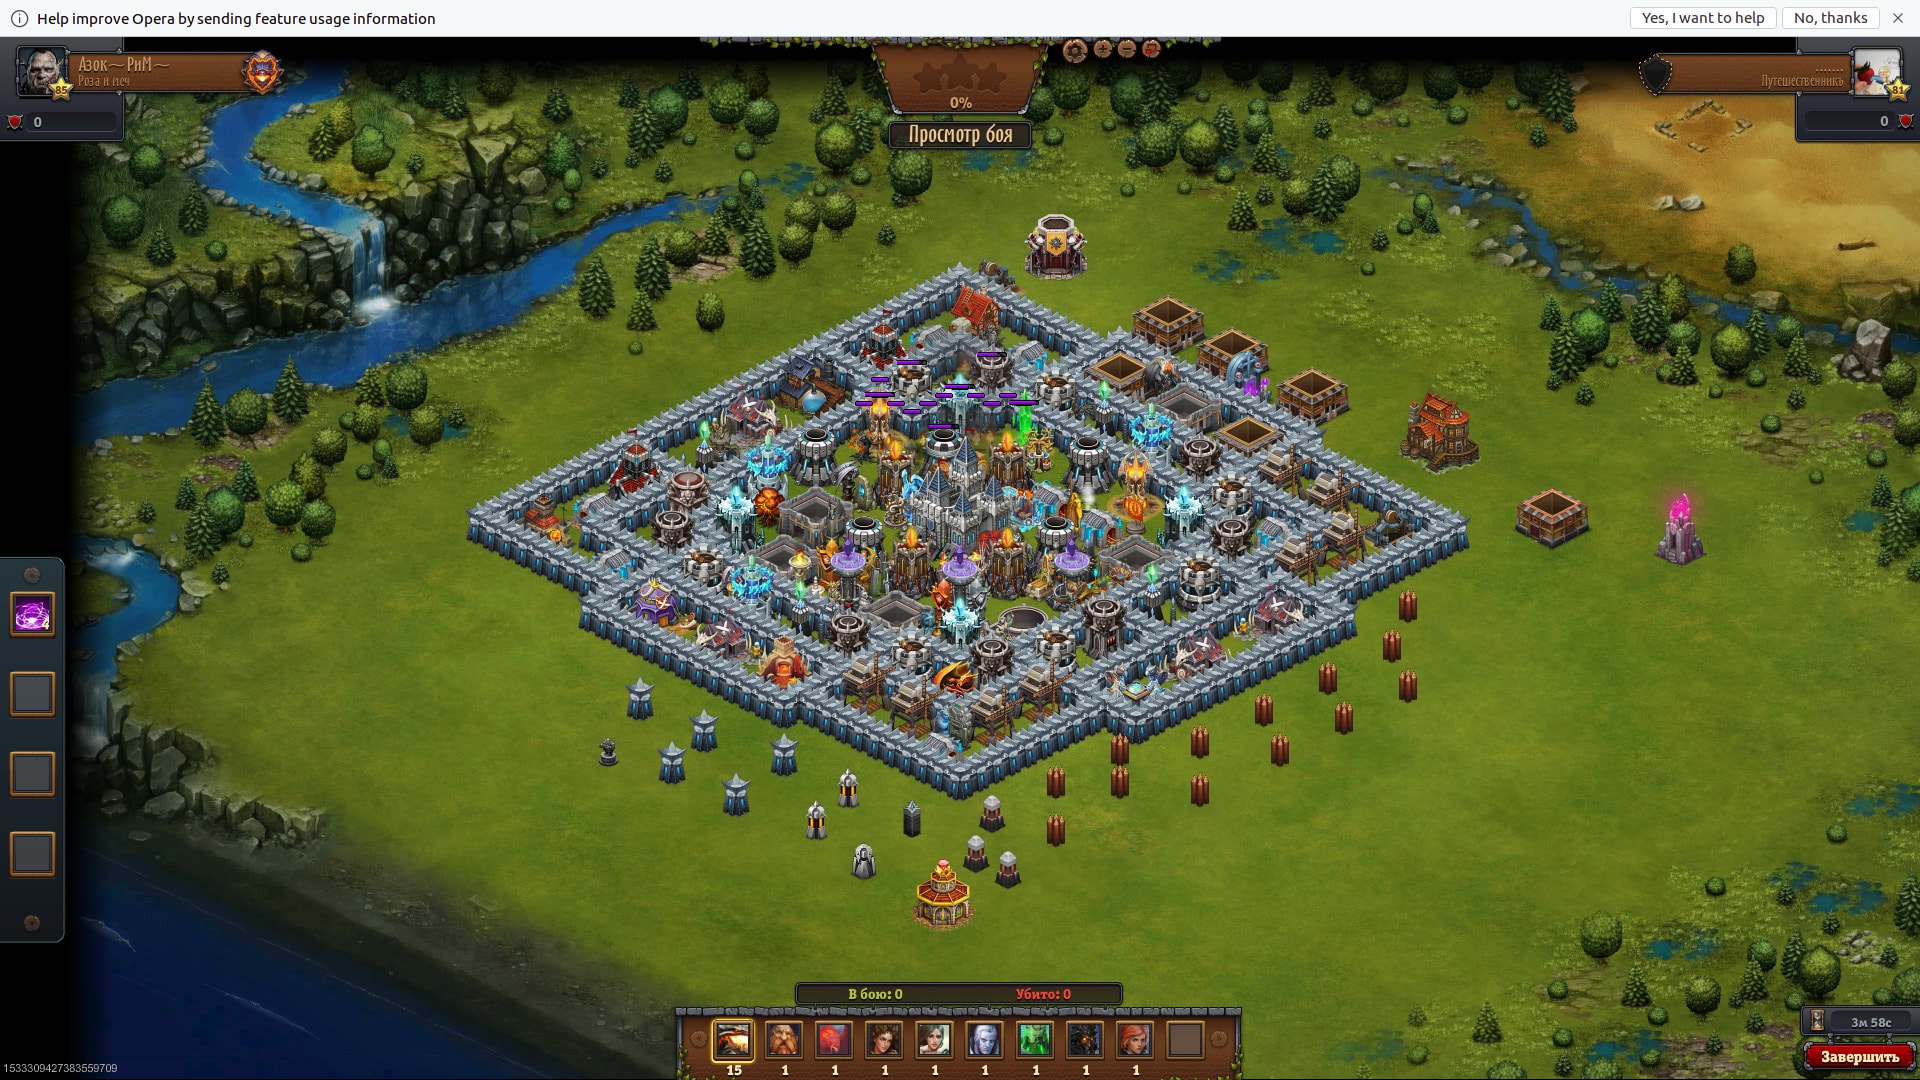 Help improve Opera by sending feature usage information
Yes, I want to help
No, thanks
Азок~РиМ~
Роза и меч
85
0
0%
Просмотр боя
.......
Путешественникъ
81
0
4
В бою: 0
Убито: 0
15
1
1
1
1
1
1
1
1
3м 58с
Завершить
1533309427383559709